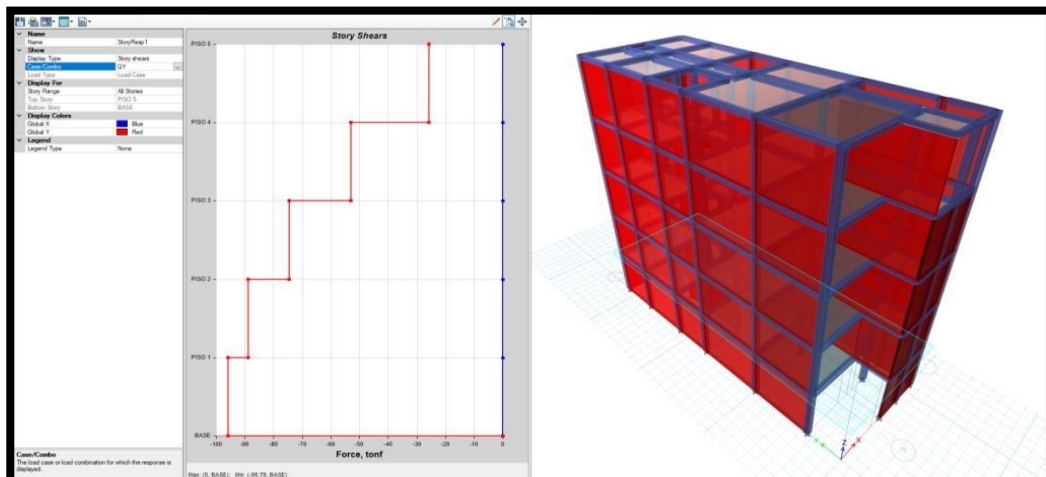 Name
Name StoryResp1
Show
Display Type Story shears
Case/Combo QY
Load Type Load Case
Display For
Story Range All Stories
Top Story PISO 5
Bottom Story BASE
Display Colors
Global X Blue
Global Y Red
Legend
Legend Type None
Case/Combo
The load case or load combination for which the response is
displayed.
Story Shears
PISO 5
PISO 4
PISO 3
PISO 2
PISO 1
BASE
-100 -90 -80 -70 -60 -50 -40 -30 -20 -10 0
Force, tonf
Max: (0, BASE); Min: (-95.78, BASE)
Y Z X